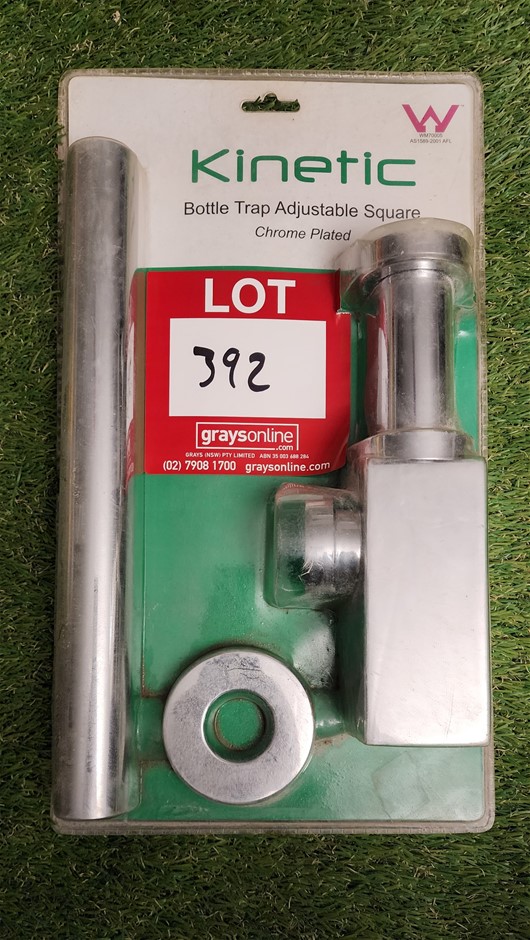 W
WM70005
AS1589-2001 AFL
Kinetic
Bottle Trap Adjustable Square
Chrome Plated
LOT
392
graysonline
.com
GRAYS (NSW) PTY LIMITED ABN 35 003 688 284
(02) 7908 1700 graysonline.com